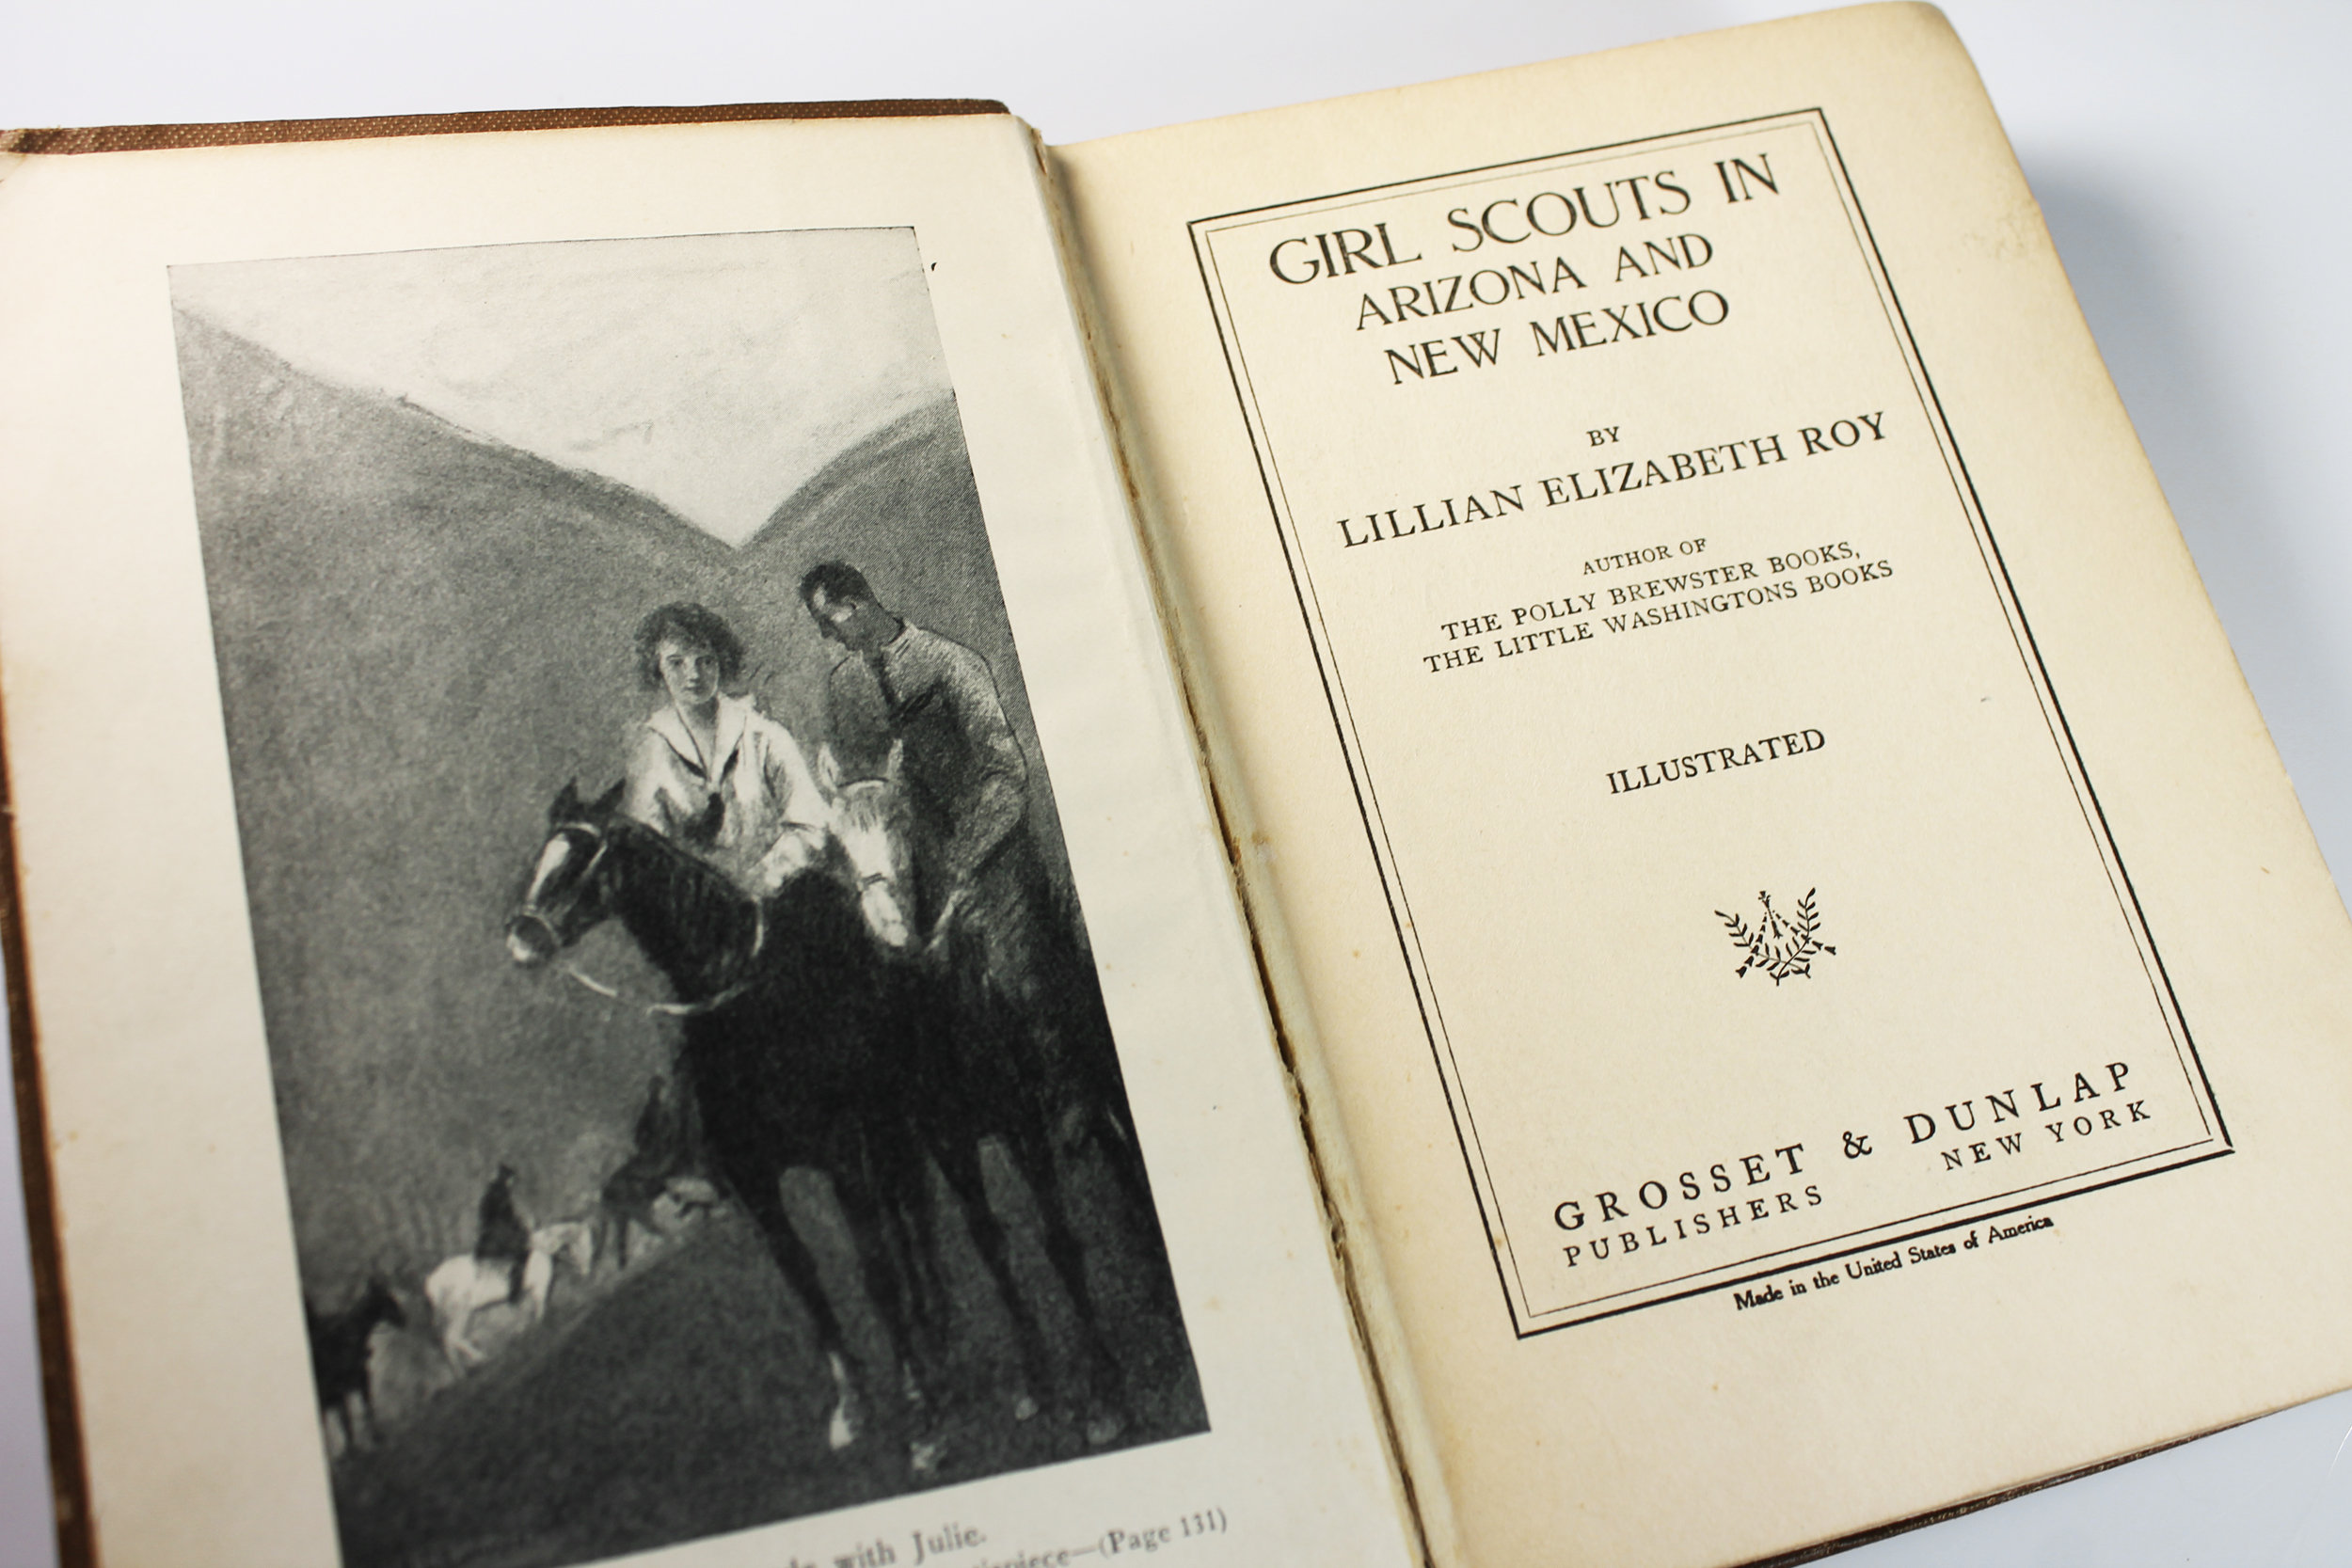 with Julie.
(Page 131)
GIRL SCOUTS IN
ARIZONA AND
NEW MEXICO
BY
LILLIAN ELIZABETH ROY
AUTHOR OF
THE POLLY BREWSTER BOOKS,
THE LITTLE WASHINGTONS BOOKS
ILLUSTRATED
GROSSET & DUNLAP
PUBLISHERS NEW YORK
Made in the United States of America